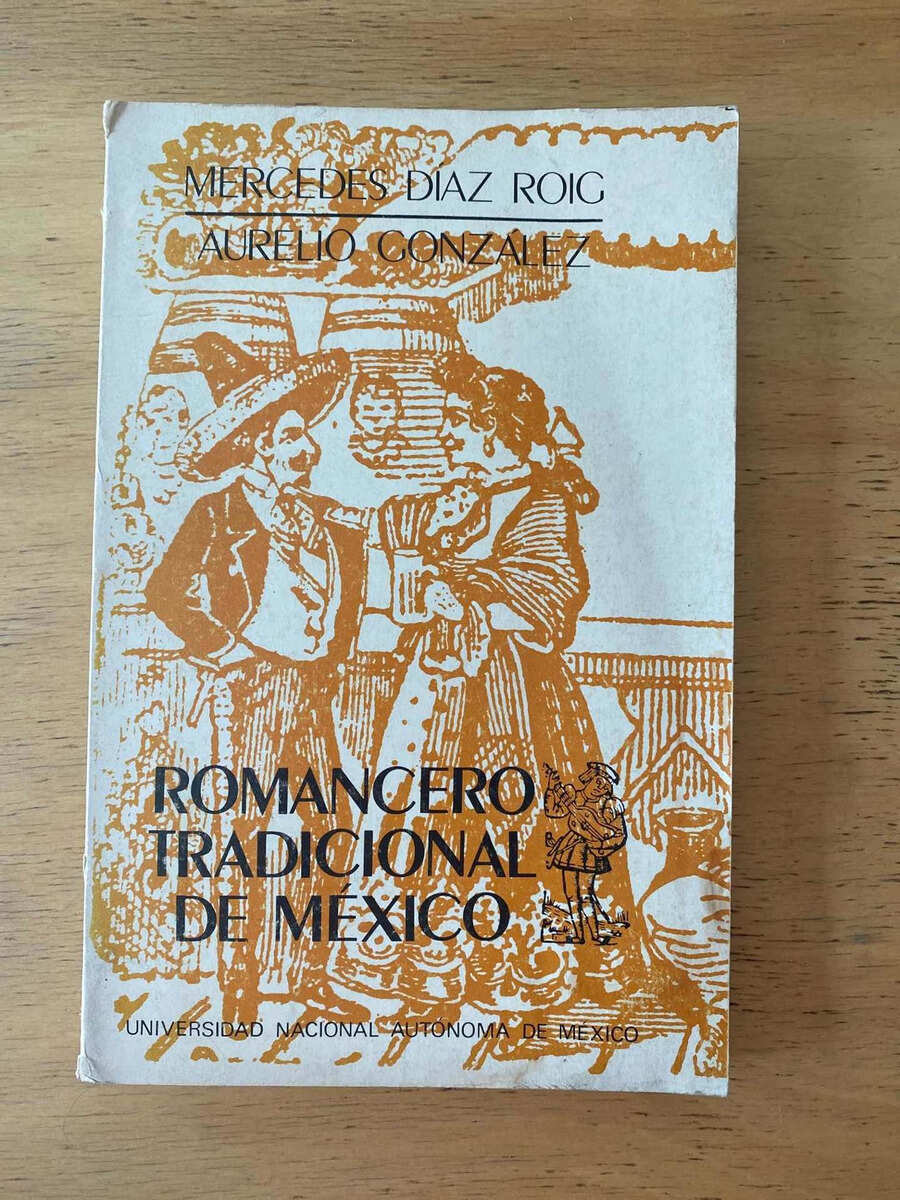 MERCEDES DÍAZ ROIG
AURELIO GONZÁLEZ
ROMANCERO
TRADICIONAL
DE MÉXICO
UNIVERSIDAD NACIONAL AUTÓNOMA DE MÉXICO